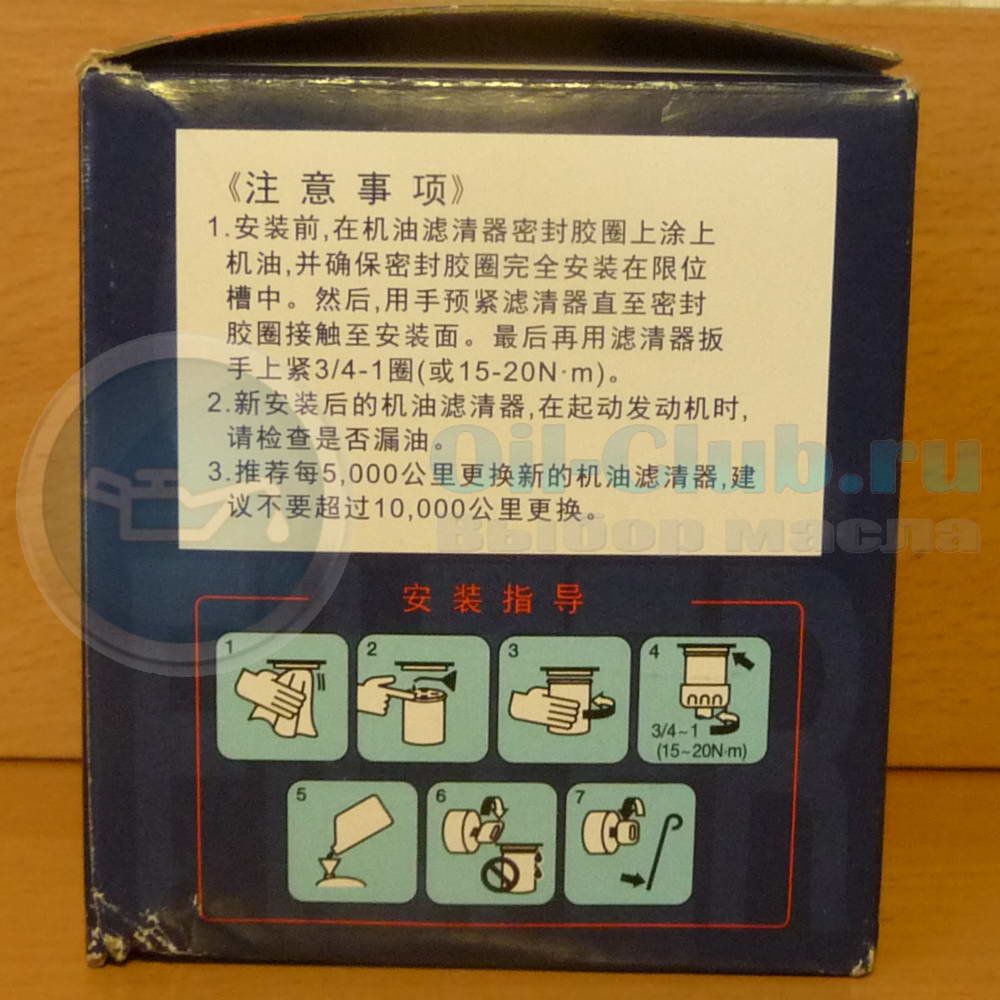 《注意事项》
1.安装前,在机油滤清器密封胶圈上涂上
机油,并确保密封胶圈完全安装在限位
槽中。然后,用手预紧滤清器直至密封
胶圈接触至安装面。最后再用滤清器扳
手上紧3/4-1圈(或15-20N·m)。
2.新安装后的机油滤清器,在起动发动机时,
请检查是否漏油。
3.推荐每5,000公里更换新的机油滤清器,建
议不要超过10,000公里更换。
Oil-Club.ru
выбор масла
安装指导
1
2
3
4
3/4~1
(15~20N·m)
5
6
7